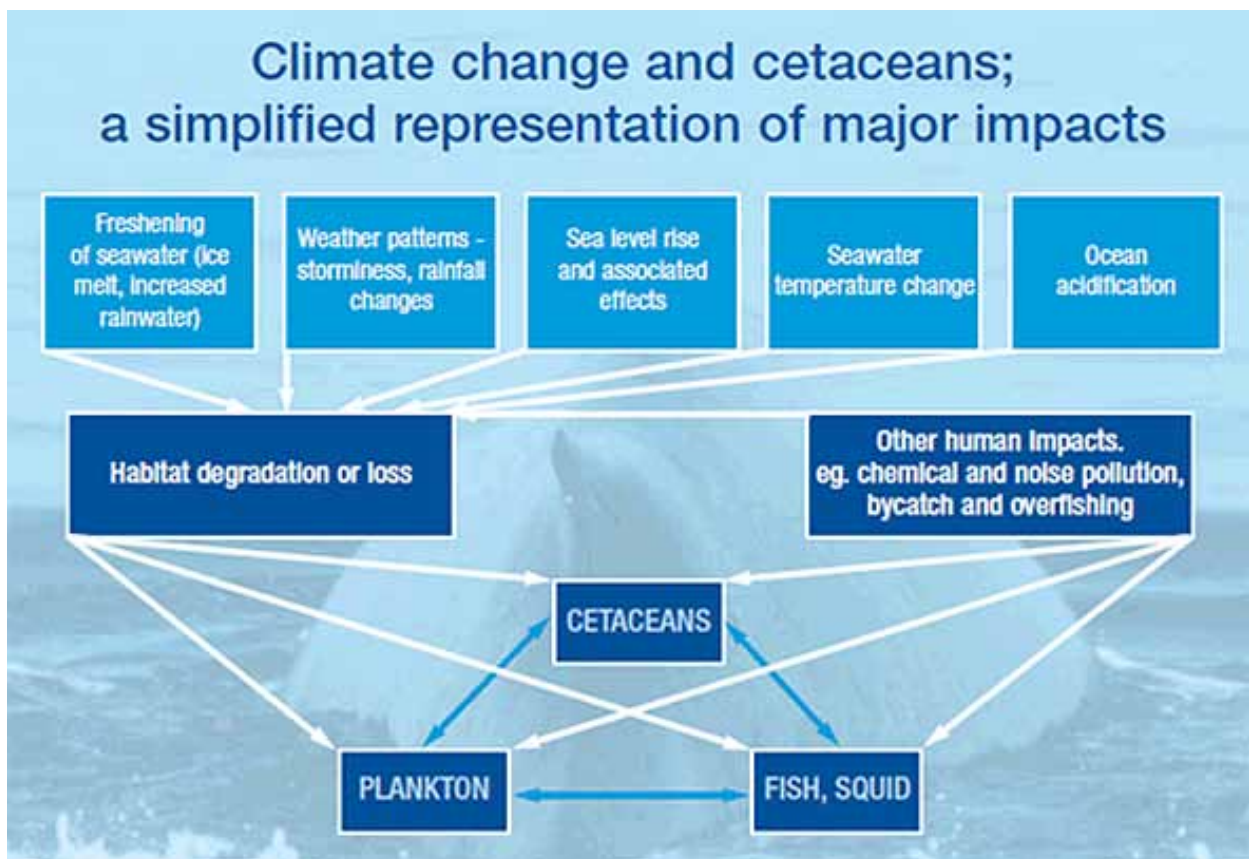 Climate change and cetaceans;
a simplified representation of major impacts
Freshening
of seawater (ice
melt, increased
rainwater)
Weather patterns -
storminess, rainfall
changes
Sea level rise
and associated
effects
Seawater
temperature change
Ocean
acidification
Habitat degradation or loss
Other human impacts.
eg. chemical and noise pollution,
bycatch and overfishing
CETACEANS
PLANKTON
FISH, SQUID